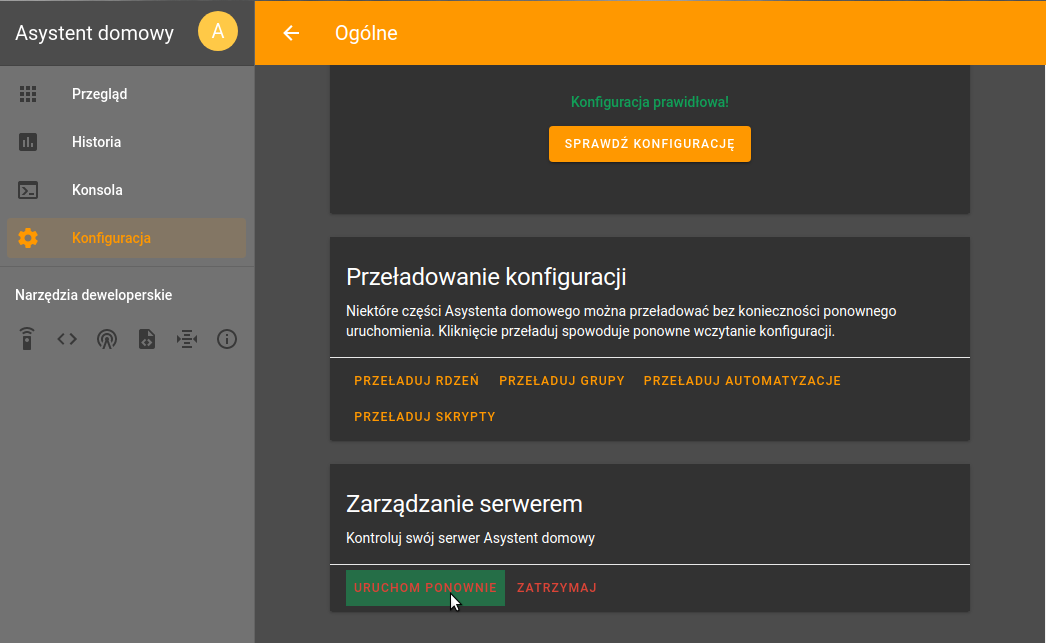 Asystent domowy
A
Ogólne
Przegląd
Historia
Konsola
Konfiguracja
Narzędzia deweloperskie
Konfiguracja prawidłowa!
SPRAWDŹ KONFIGURACJĘ
Przeładowanie konfiguracji
Niektóre części Asystenta domowego można przeładować bez konieczności ponownego
uruchomienia. Kliknięcie przeładuj spowoduje ponowne wczytanie konfiguracji.
PRZEŁADUJ RDZEŃ PRZEŁADUJ GRUPY PRZEŁADUJ AUTOMATYZACJE
PRZEŁADUJ SKRYPTY
Zarządzanie serwerem
Kontroluj swój serwer Asystent domowy
URUCHOM PONOWNIE ZATRZYMAJ